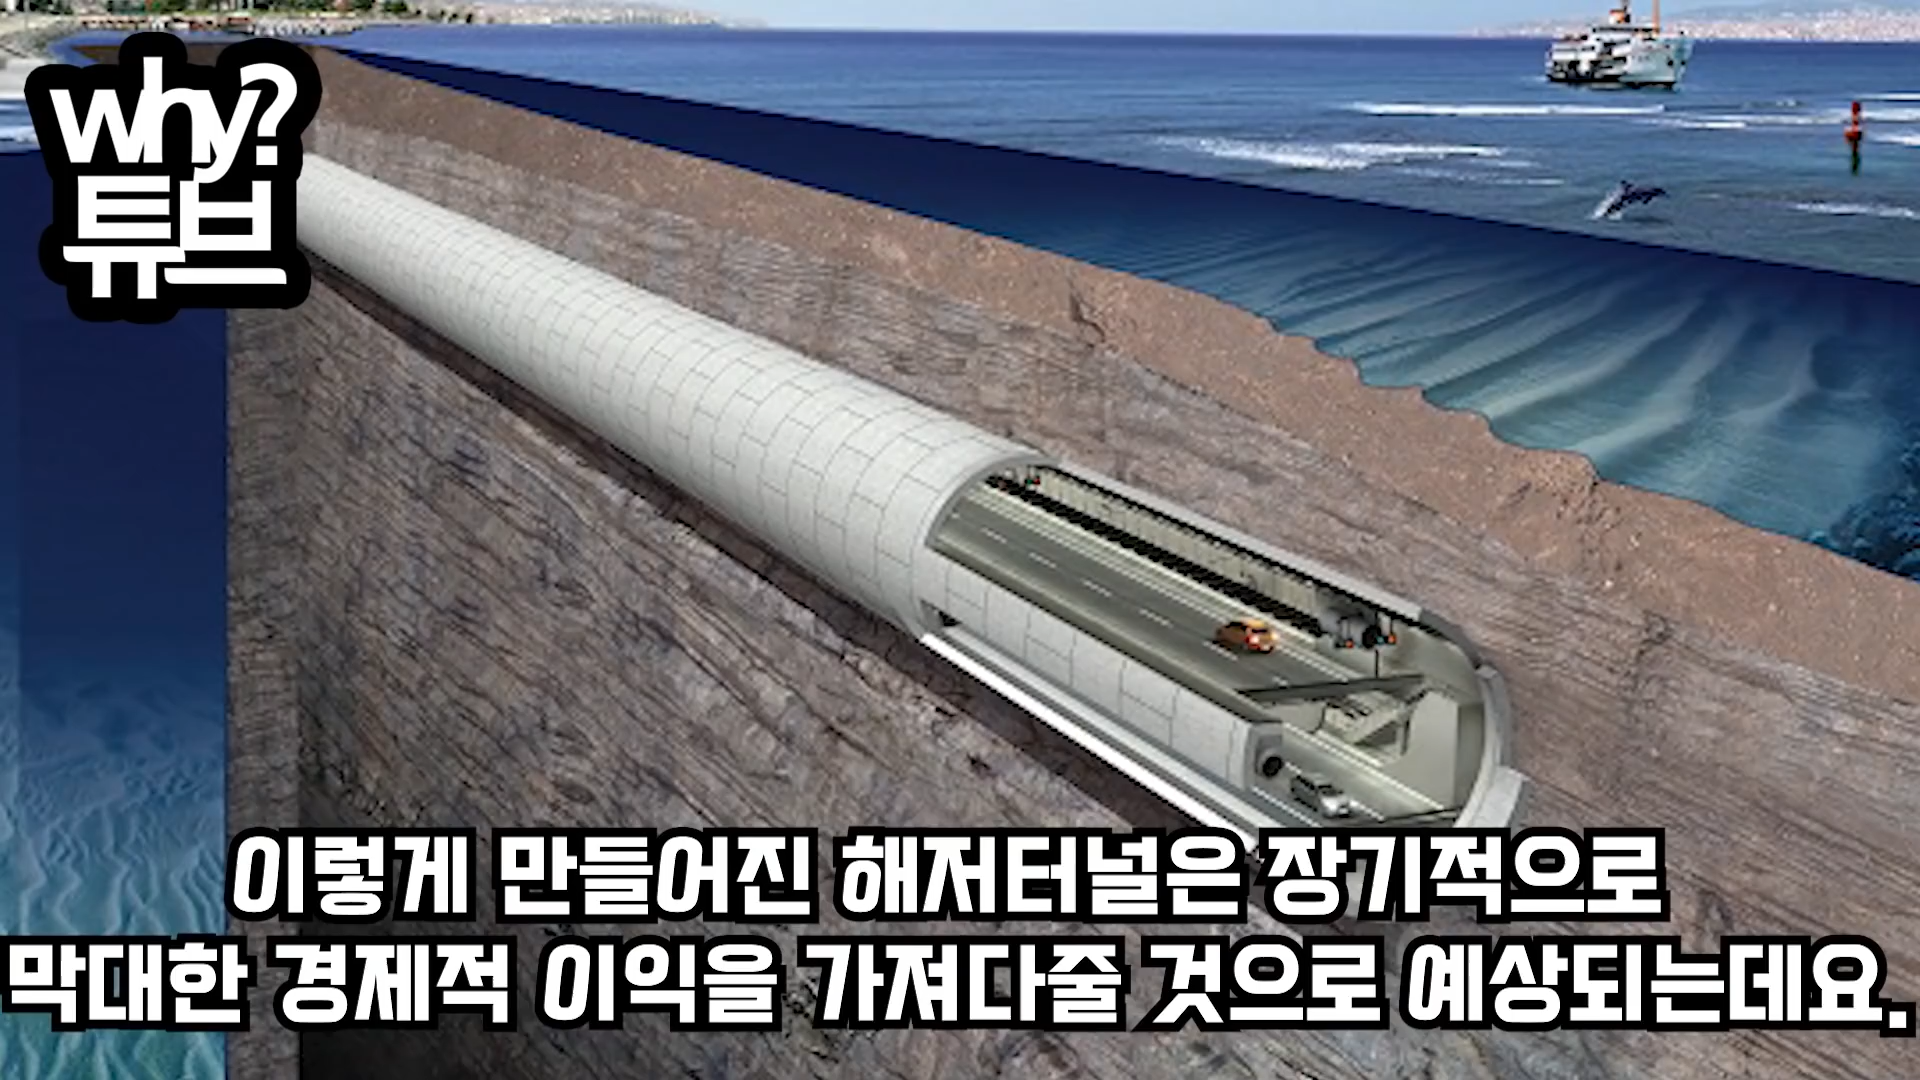 why?
튜브
이렇게 만들어진 해저터널은 장기적으로
막대한 경제적 이익을 가져다줄 것으로 예상되는데요.